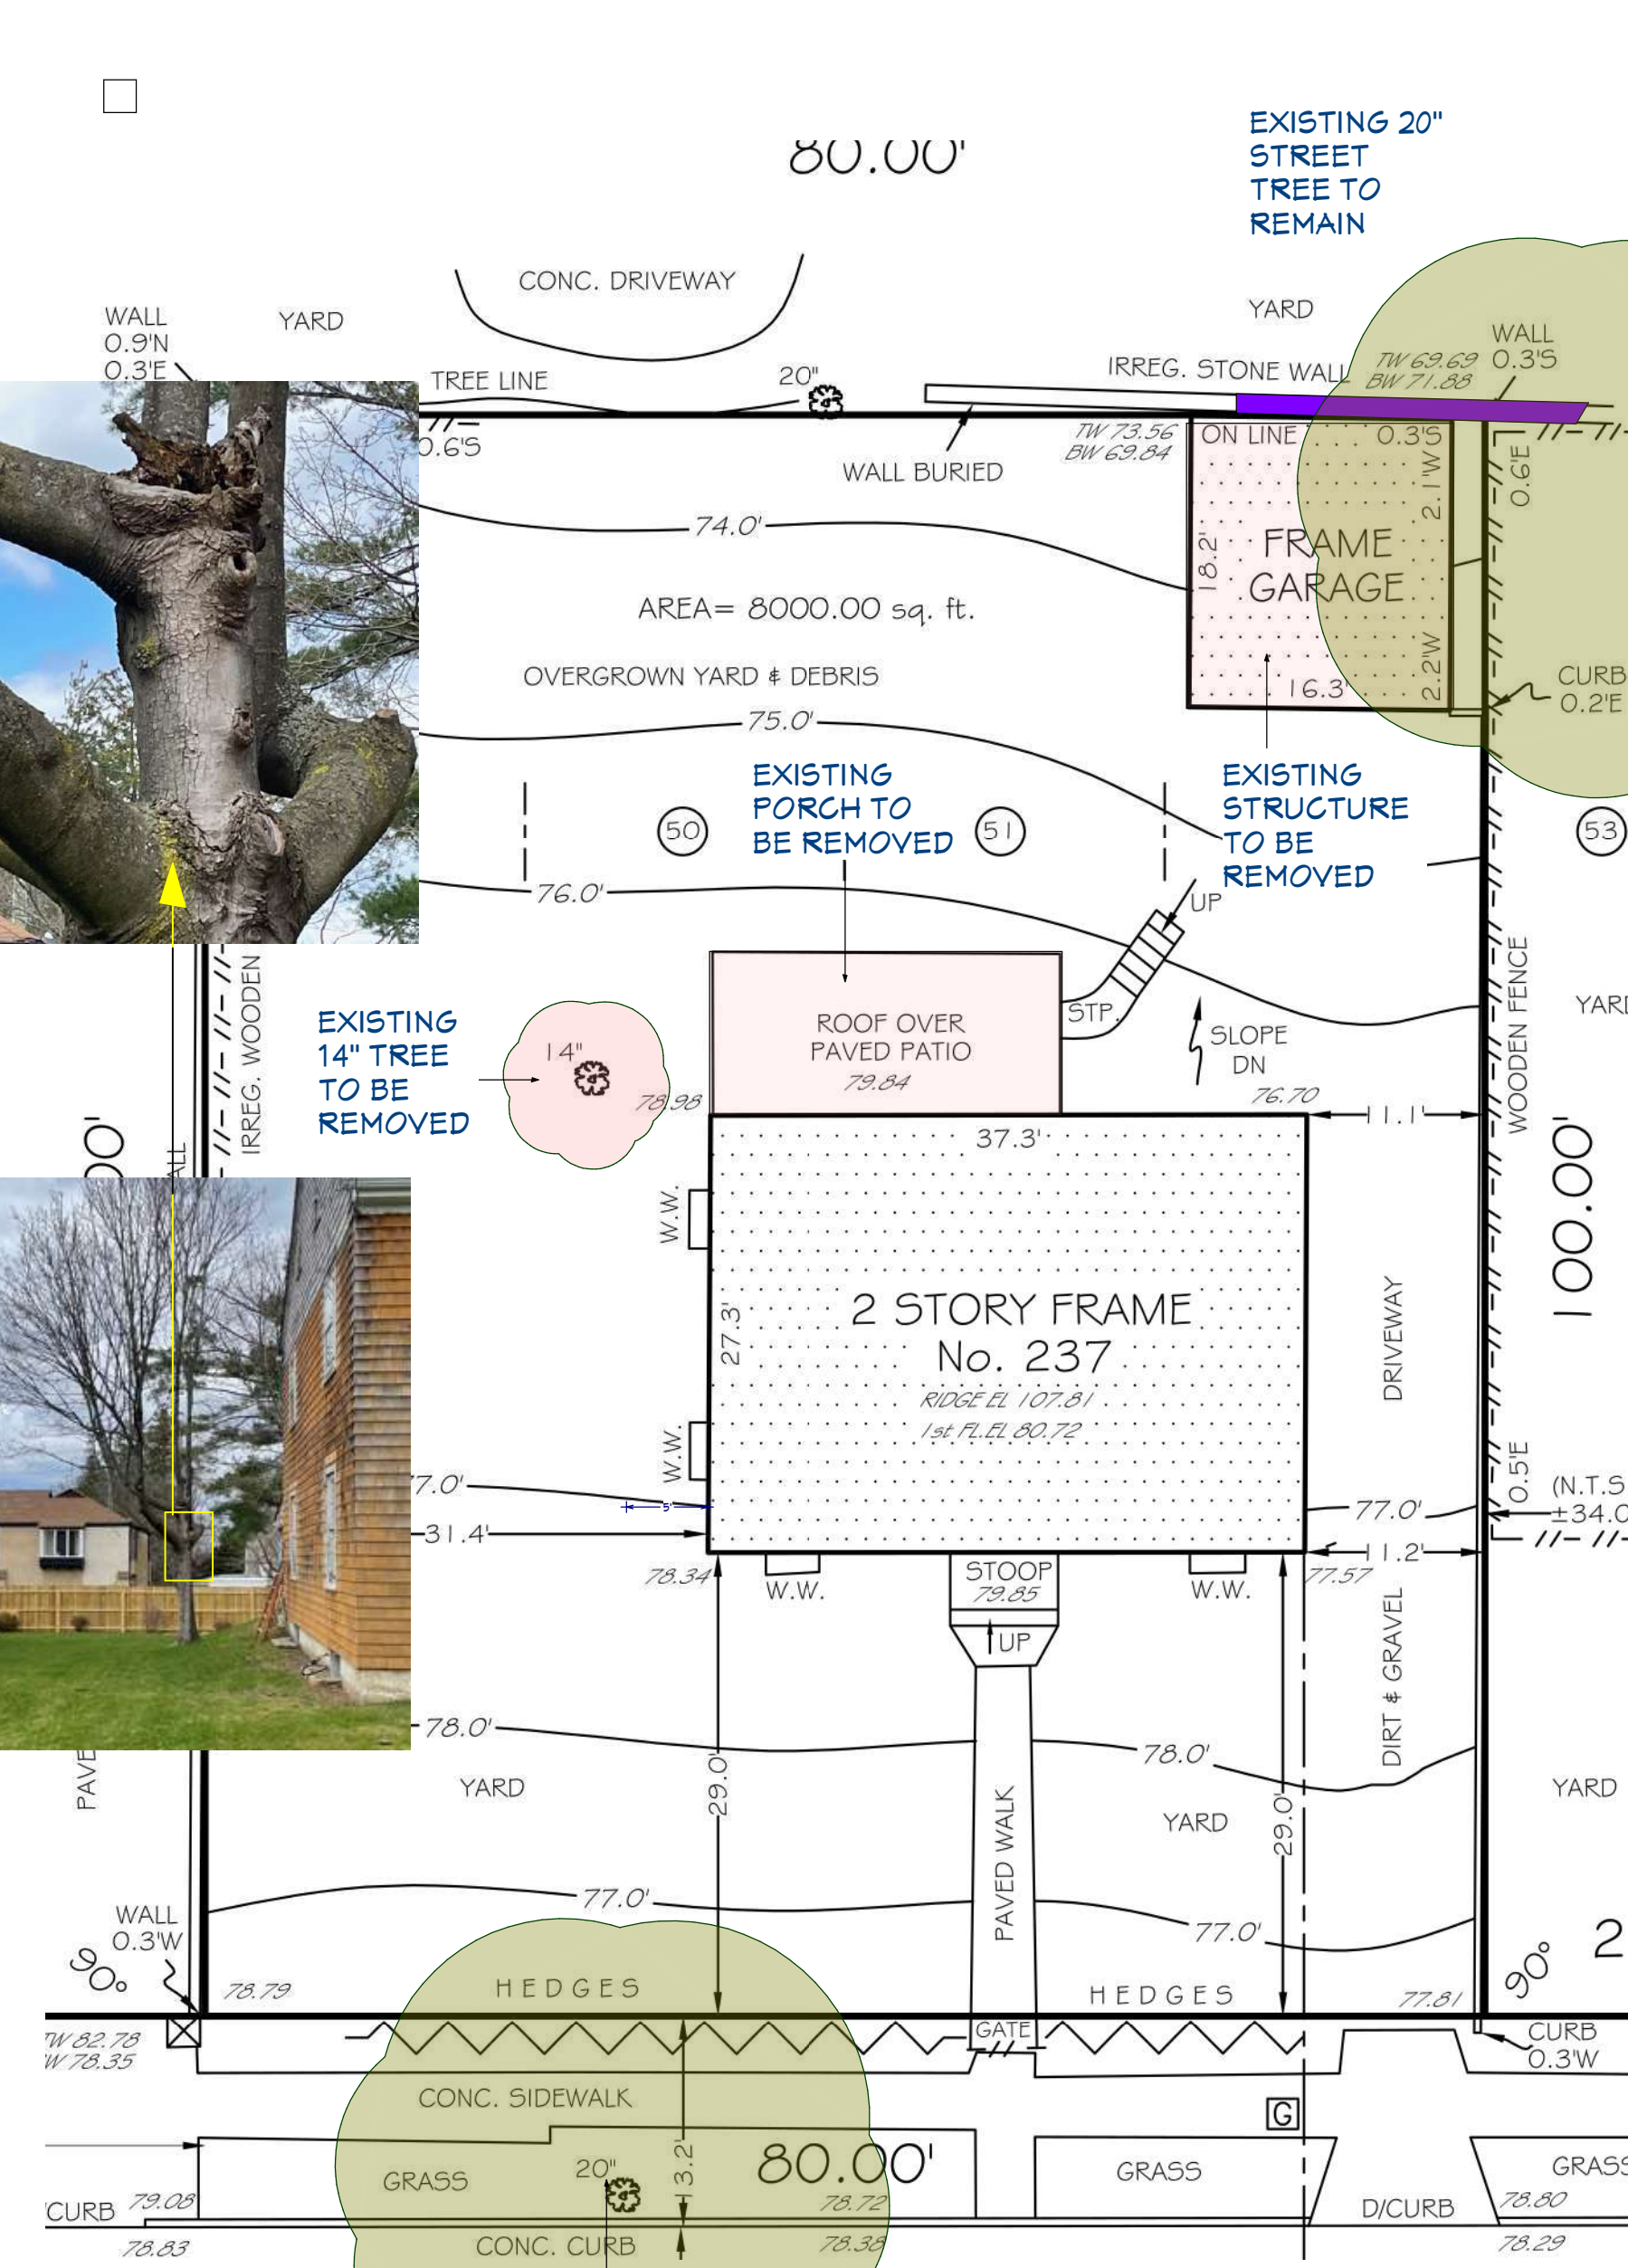 80.00'
EXISTING 20"
STREET
TREE TO
REMAIN
CONC. DRIVEWAY
WALL
0.9'N
0.3'E
YARD
YARD
WALL
0.3'S
TREE LINE
20"
IRREG. STONE WALL
TW 69.69
BW 71.88
0.6'S
WALL BURIED
TW 73.56
BW 69.84
ON LINE
0.3'S
2.1'W
0.6'E
74.0'
18.2'
FRAME
GARAGE
AREA= 8000.00 sq. ft.
OVERGROWN YARD & DEBRIS
16.3'
2.2'W
CURB
0.2'E
75.0'
EXISTING
PORCH TO
BE REMOVED
EXISTING
STRUCTURE
TO BE
REMOVED
50
51
53
76.0'
UP
IRREG. WOODEN
WOODEN FENCE
EXISTING
14" TREE
TO BE
REMOVED
14"
ROOF OVER
PAVED PATIO
79.84
STP.
SLOPE
DN
78.98
76.70
11.1'
37.3'
100.00'
W.W.
27.3'
2 STORY FRAME
No. 237
RIDGE EL 107.81
1st FL.EL 80.72
DRIVEWAY
W.W.
77.0'
5'
31.4'
77.0'
0.5'E
(N.T.S
±34.0
11.2'
78.34
W.W.
STOOP
79.85
W.W.
77.57
UP
78.0'
78.0'
DIRT & GRAVEL
29.0'
29.0'
YARD
YARD
YARD
PAVED WALK
77.0'
77.0'
WALL
0.3'W
90°
90°
2
78.79
HEDGES
HEDGES
77.81
TW 82.78
W 78.35
GATE
CURB
0.3'W
CONC. SIDEWALK
G
13.2'
80.00'
GRASS
20"
GRASS
GRASS
CURB
79.08
78.72
D/CURB
78.80
78.83
CONC. CURB
78.38
78.29